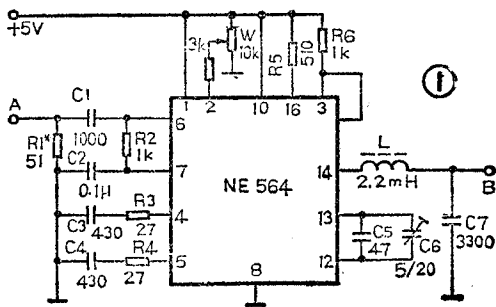 +5V
3k
W
10k
R5
510
R6
1k
1
A
C1
1000
R1*
51
R2
1k
C2
0.1μ
C3
430
R3
27
C4
430
R4
27
1
2
10
16
3
6
7
4
5
8
14
13
12
NE 564
L
2.2mH
B
C5
47
C6
5/20
C7
3300